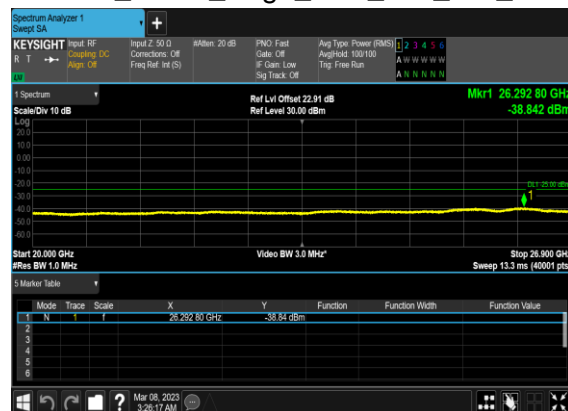 Spectrum Analyzer 1
Swept SA
+
KEYSIGHT Input: RF Input Z: 50 Ω #Atten: 20 dB PNO: Fast Avg Type: Power (RMS) 1 2 3 4 5 6
R T Coupling: DC Corrections: Off Gate: Off Avg|Hold: 100/100 A W W W W W
Align: Off Freq Ref: Int (S) IF Gain: Low Trig: Free Run
Sig Track: Off A N N N N N
1 Spectrum Ref Lvl Offset 22.91 dB Mkr1 26.292 80 GHz
Scale/Div 10 dB Ref Level 30.00 dBm -38.842 dBm
Log
20.0
10.0
0.00
-10.0
-20.0
DL1 -25.00 dBm
-30.0
1
-40.0
-50.0
-60.0
Start 20.000 GHz Video BW 3.0 MHz* Stop 26.900 GHz
#Res BW 1.0 MHz Sweep 13.3 ms (40001 pts
5 Marker Table
Mode Trace Scale X Y Function Function Width Function Value
1 N 1 f 26.292 80 GHz -38.84 dBm
2
3
4
5
6
? Mar 08, 2023
3:26:17 AM